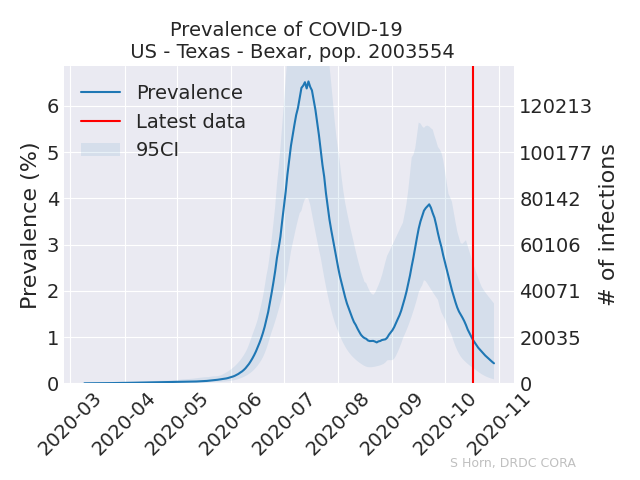 Prevalence of COVID-19
US - Texas - Bexar, pop. 2003554
Prevalence
Latest data
95CI
Prevalence (%)
6
5
4
3
2
1
0
120213
100177
80142
60106
40071
20035
0
# of infections
2020-03
2020-04
2020-05
2020-06
2020-07
2020-08
2020-09
2020-10
2020-11
S Horn, DRDC CORA